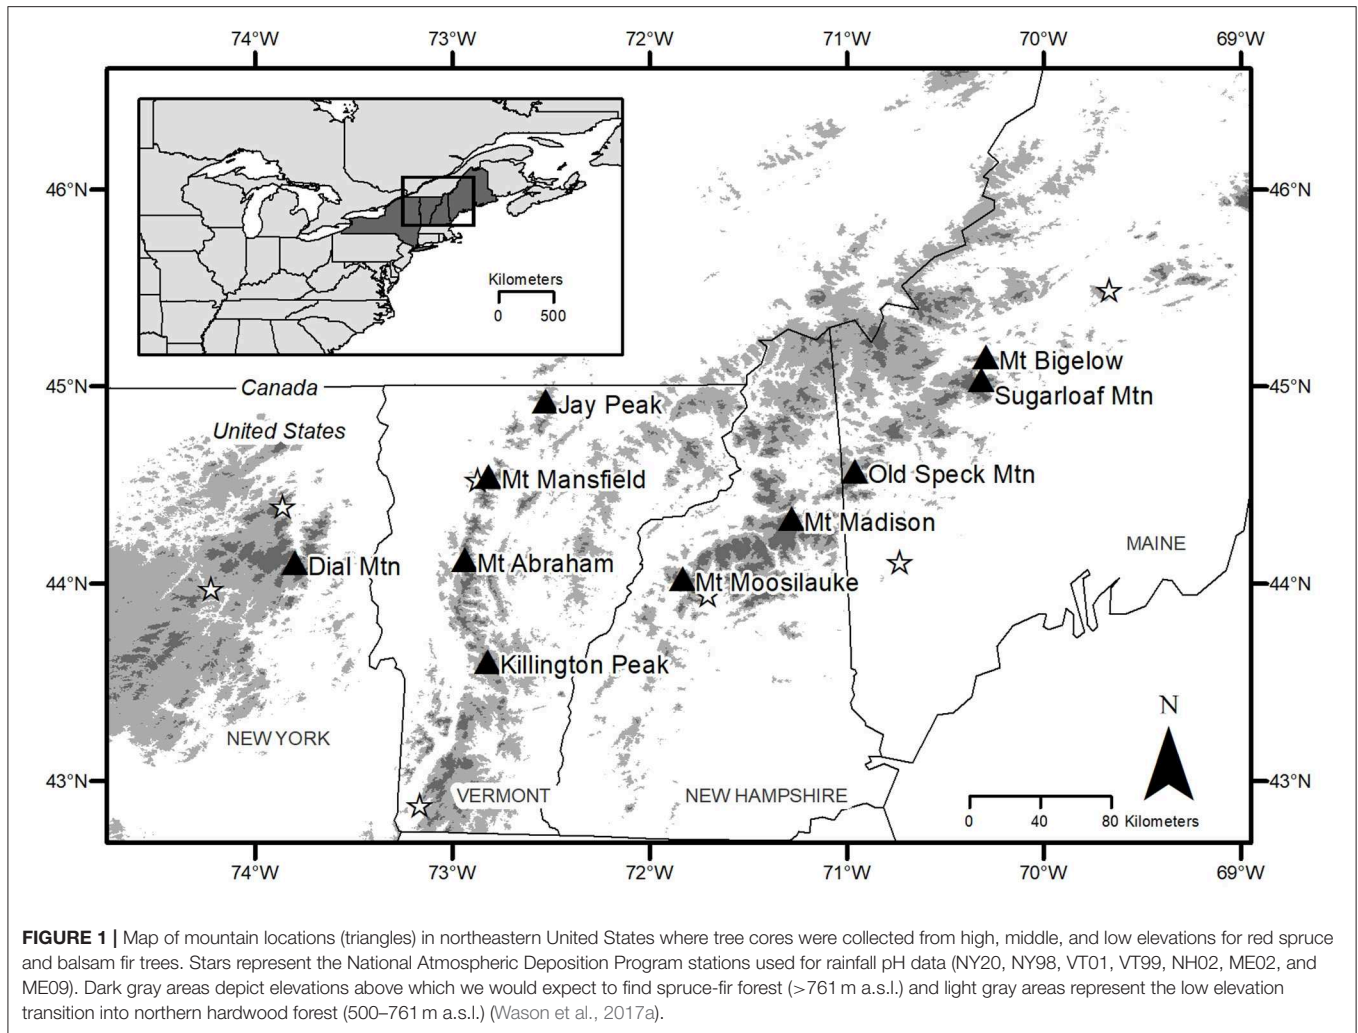 74°W 73°W 72°W 71°W 70°W 69°W
46°N 46°N
Kilometers
0 500
Mt Bigelow
45°N 45°N
Canada
Sugarloaf Mtn
Jay Peak
United States
Old Speck Mtn
Mt Mansfield
Mt Madison
MAINE
Dial Mtn
Mt Abraham
44°N 44°N
Mt Moosilauke
Killington Peak
N
NEW YORK
43°N 43°N
VERMONT
NEW HAMPSHIRE
0 40 80 Kilometers
74°W 73°W 72°W 71°W 70°W 69°W
FIGURE 1 | Map of mountain locations (triangles) in northeastern United States where tree cores were collected from high, middle, and low elevations for red spruce
and balsam fir trees. Stars represent the National Atmospheric Deposition Program stations used for rainfall pH data (NY20, NY98, VT01, VT99, NH02, ME02, and
ME09). Dark gray areas depict elevations above which we would expect to find spruce-fir forest (>761 m a.s.l.) and light gray areas represent the low elevation
transition into northern hardwood forest (500–761 m a.s.l.) (Wason et al., 2017a).